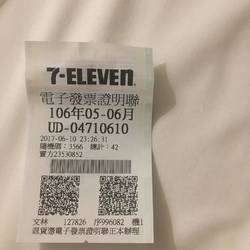 7-ELEVEN
電子發票證明聯
106年05-06月
UD-04710610
2017-06-10 23:26:31
隨機碼:3566 總計:42
賣方23530852
文林 127826 序996082 機1
退貨憑電子發票證明聯正本辦理